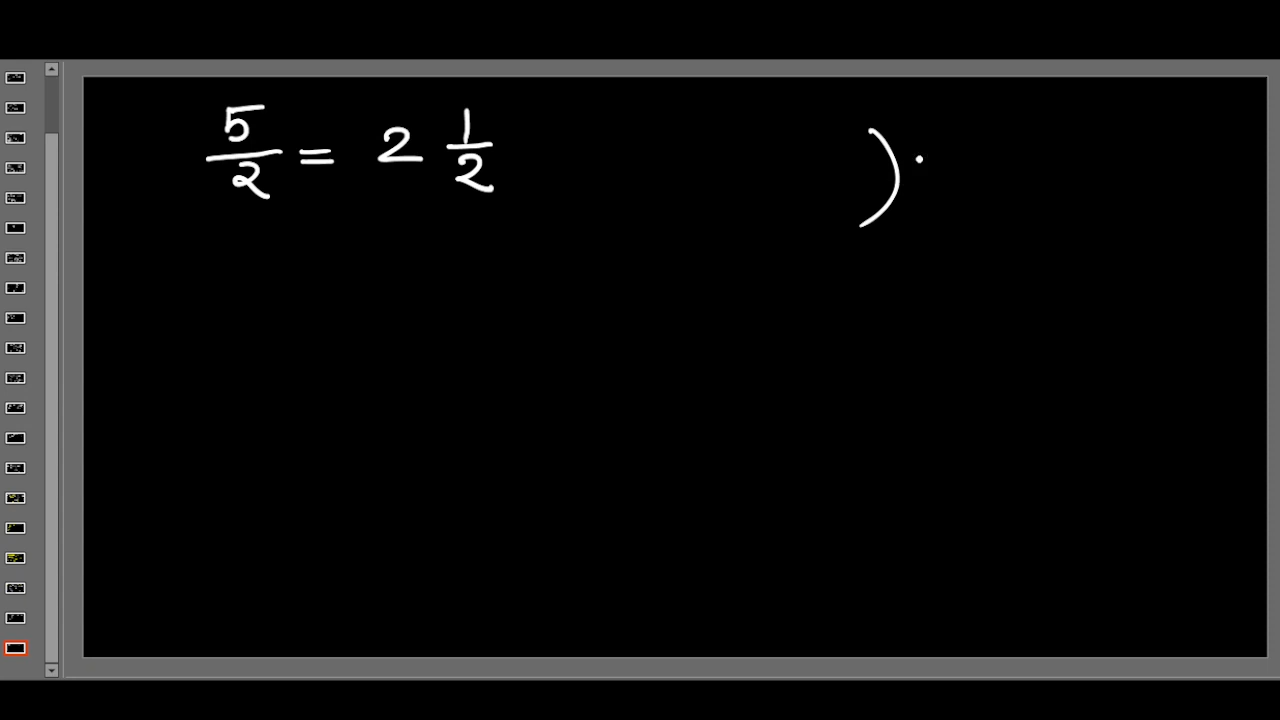 5/2 = 2 1/2 )